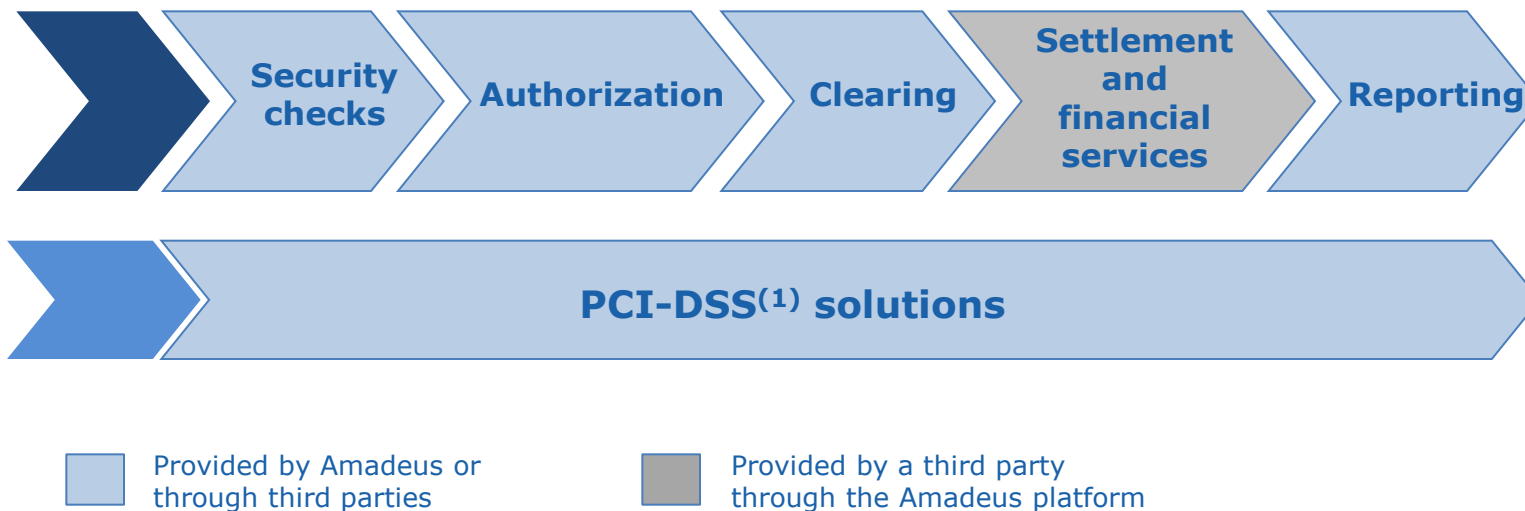 Security
checks
Authorization
Clearing
Settlement
and
financial
services
Reporting
PCI-DSS(1) solutions
Provided by Amadeus or
through third parties
Provided by a third party
through the Amadeus platform